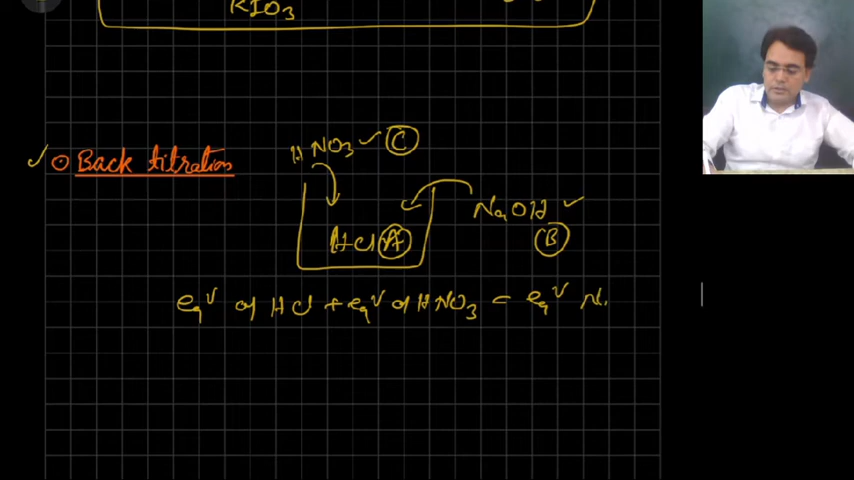 KIO3
✓ ⊙ Back titration
HNO3 ✓ C
NaOH ✓
HCl A
B
eqv of HCl + eqv of HNO3 = eqv N